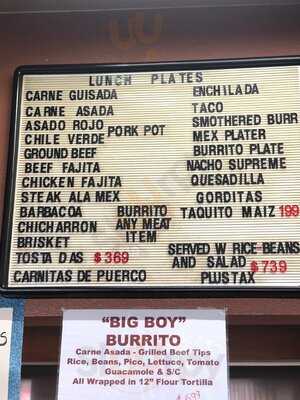 LUNCH PLATES
CARNE GUISADA
CARNE ASADA
ASADO ROJO
CHILE VERDE
PORK POT
GROUND BEEF
BEEF FAJITA
CHICKEN FAJITA
STEAK ALA MEX
BARBACOA
CHICHARRON
BRISKET
TOSTADAS $369
CARNITAS DE PUERCO
BURRITO
ANY MEAT
ITEM
ENCHILADA
TACO
SMOTHERED BURR
MEX PLATER
BURRITO PLATE
NACHO SUPREME
QUESADILLA
GORDITAS
TAQUITO MAIZ 199
SERVED W RICE BEANS
AND SALAD $739
PLUS TAX
"BIG BOY"
BURRITO
Carne Asada - Grilled Beef Tips
Rice, Beans, Pico, Lettuce, Tomato
Guacamole & S/C
All Wrapped in 12" Flour Tortilla